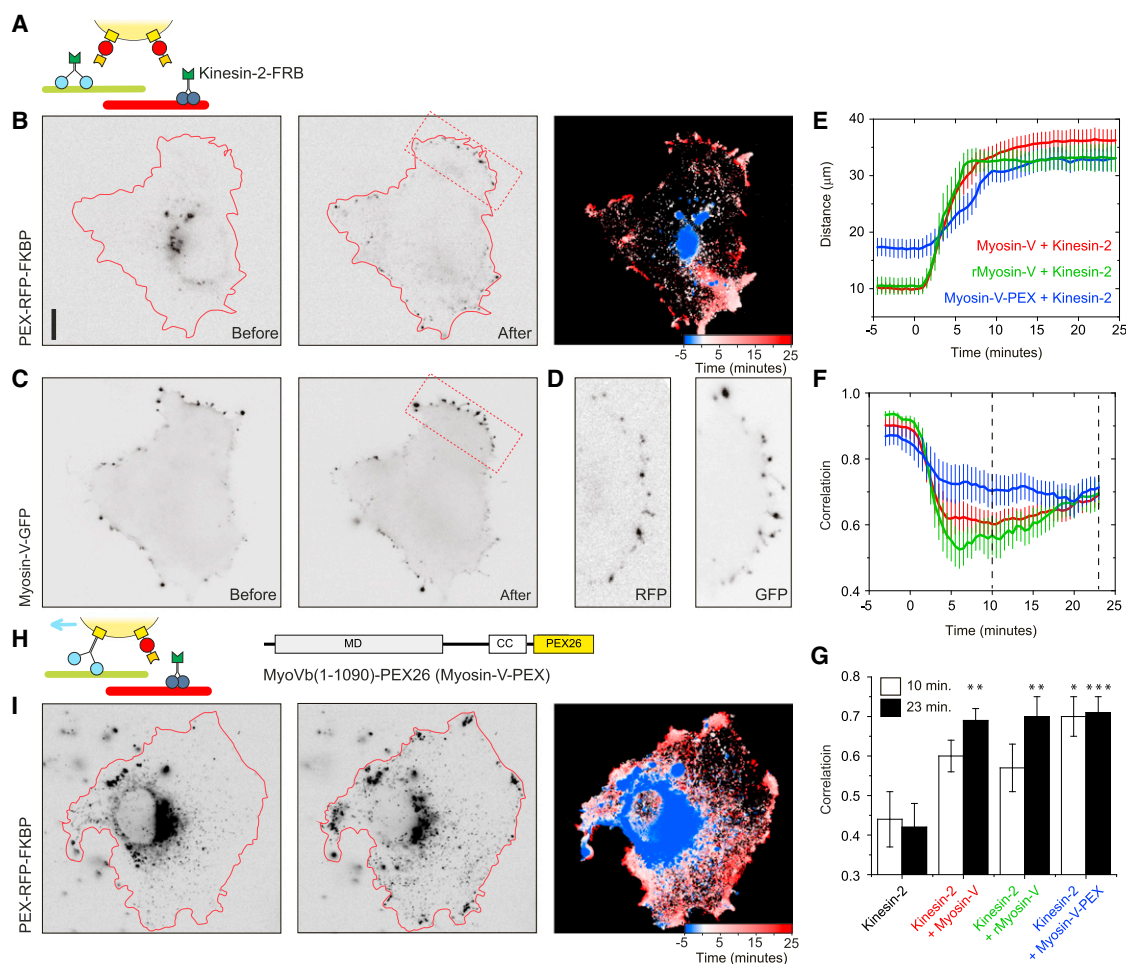 A
Kinesin-2-FRB
B
PEX-RFP-FKBP
Before
After
-5 5 15 25
Time (minutes)
C
Myosin-V-GFP
Before
After
D
RFP
GFP
E
Distance (μm)
40
30
20
10
Myosin-V + Kinesin-2
rMyosin-V + Kinesin-2
Myosin-V-PEX + Kinesin-2
-5 0 5 10 15 20 25
Time (minutes)
F
Correlatioin
1.0
0.8
0.6
0.4
-5 0 5 10 15 20 25
Time (minutes)
G
Correlatioin
0.8
0.7
0.6
0.5
0.4
0.3
10 min.
23 min.
** ** * ***
Kinesin-2
Kinesin-2
+ Myosin-V
Kinesin-2
+ rMyosin-V
Kinesin-2
+ Myosin-V-PEX
H
MD
CC
PEX26
MyoVb(1-1090)-PEX26 (Myosin-V-PEX)
I
PEX-RFP-FKBP
-5 5 15 25
Time (minutes)